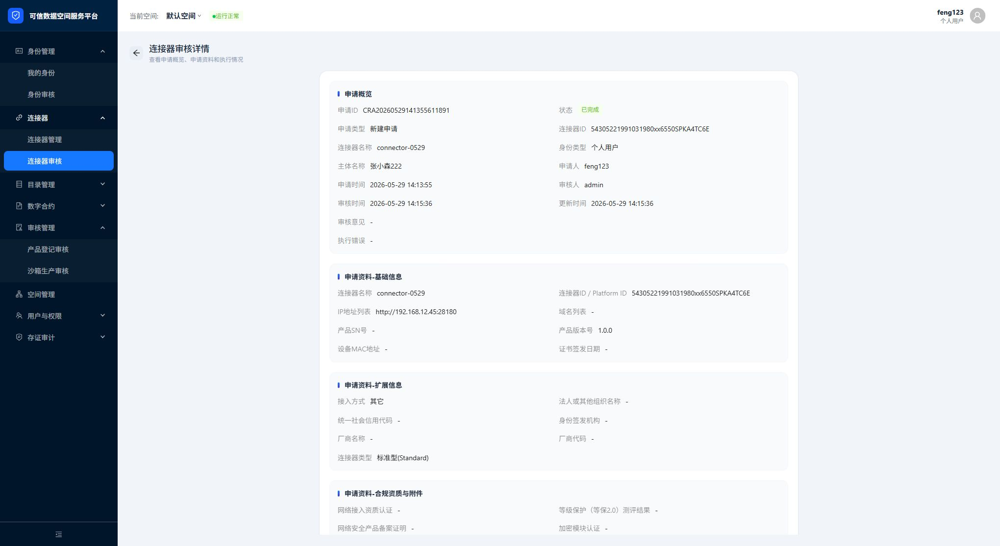 可信数据空间服务平台
当前空间: 默认空间 运行正常
feng123
个人用户
身份管理
我的身份
身份审核
连接器
连接器管理
连接器审核
目录管理
数字合约
审核管理
产品登记审核
沙箱生产审核
空间管理
用户与权限
存证审计
连接器审核详情
查看申请概览、申请资料和执行情况
申请概览
申请ID CRA20260529141355611891
状态 已完成
申请类型 新建申请
连接器ID 54305221991031980xx6550SPKA4TC6E
连接器名称 connector-0529
身份类型 个人用户
主体名称 张小森222
申请人 feng123
申请时间 2026-05-29 14:13:55
审核人 admin
审核时间 2026-05-29 14:15:36
更新时间 2026-05-29 14:15:36
审核意见 -
执行错误 -
申请资料-基础信息
连接器名称 connector-0529
连接器ID / Platform ID 54305221991031980xx6550SPKA4TC6E
IP地址列表 http://192.168.12.45:28180
域名列表 -
产品SN号 -
产品版本号 1.0.0
设备MAC地址 -
证书签发日期 -
申请资料-扩展信息
接入方式 其它
法人或其他组织名称 -
统一社会信用代码 -
身份签发机构 -
厂商名称 -
厂商代码 -
连接器类型 标准型(Standard)
申请资料-合规资质与附件
网络接入资质认证 -
等级保护（等保2.0）测评结果 -
网络安全产品备案证明 -
加密模块认证 -